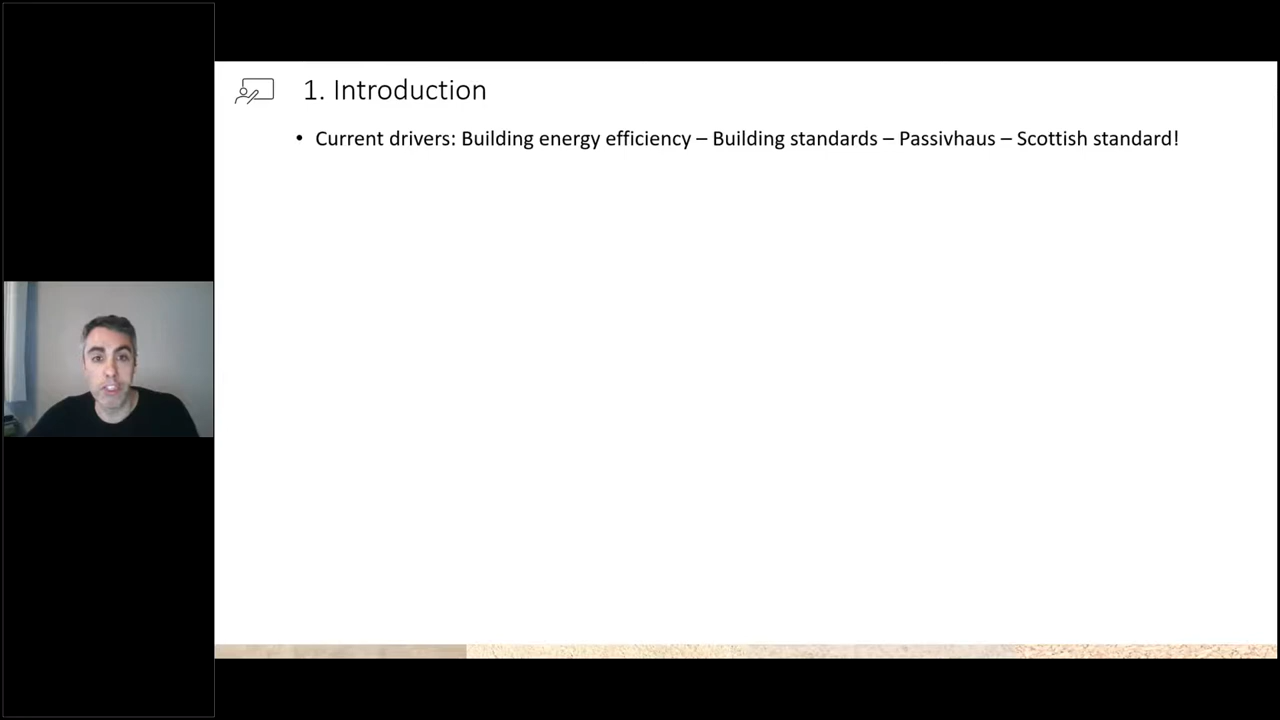 1. Introduction
• Current drivers: Building energy efficiency – Building standards – Passivhaus – Scottish standard!